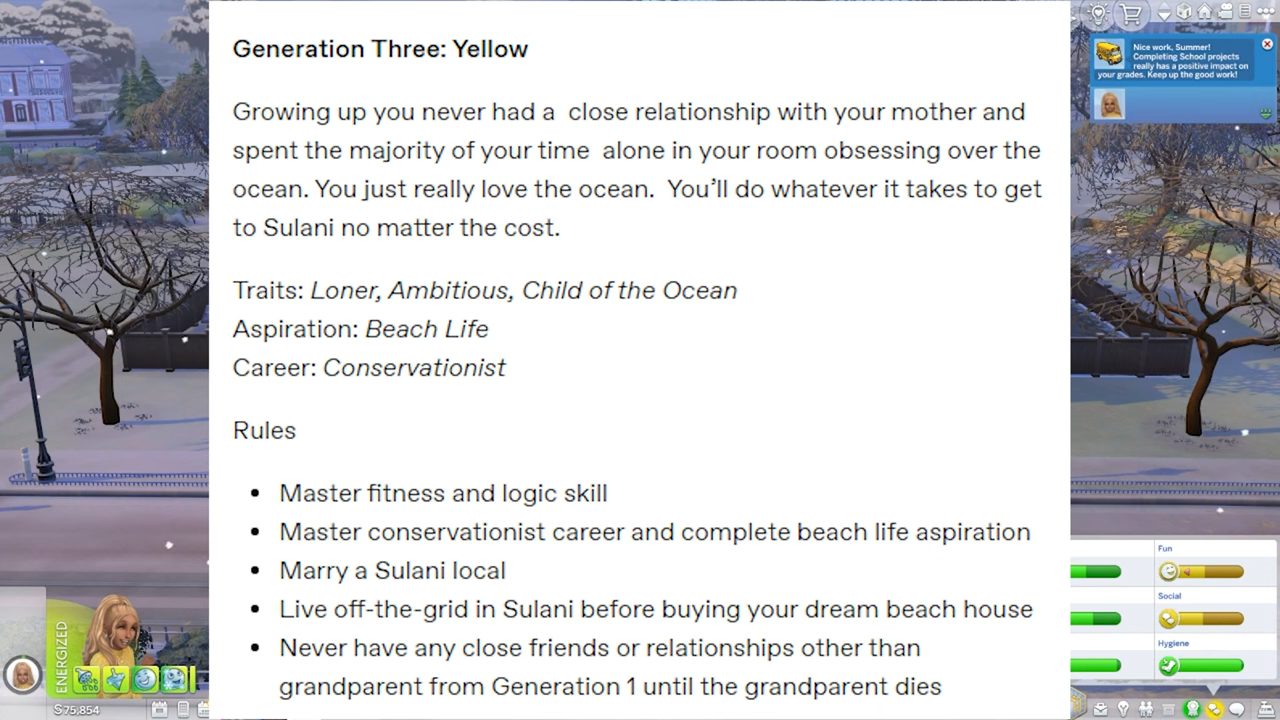 Generation Three: Yellow
Growing up you never had a  close relationship with your mother and
spent the majority of your time  alone in your room obsessing over the
ocean. You just really love the ocean.  You’ll do whatever it takes to get
to Sulani no matter the cost.
Traits: Loner, Ambitious, Child of the Ocean
Aspiration: Beach Life
Career: Conservationist
Rules
• Master fitness and logic skill
• Master conservationist career and complete beach life aspiration
• Marry a Sulani local
• Live off-the-grid in Sulani before buying your dream beach house
• Never have any close friends or relationships other than
grandparent from Generation 1 until the grandparent dies
Nice work, Summer!
Completing School projects
really has a positive impact on
your grades. Keep up the good work!
Fun
Social
Hygiene
ENERGIZED
§75,854